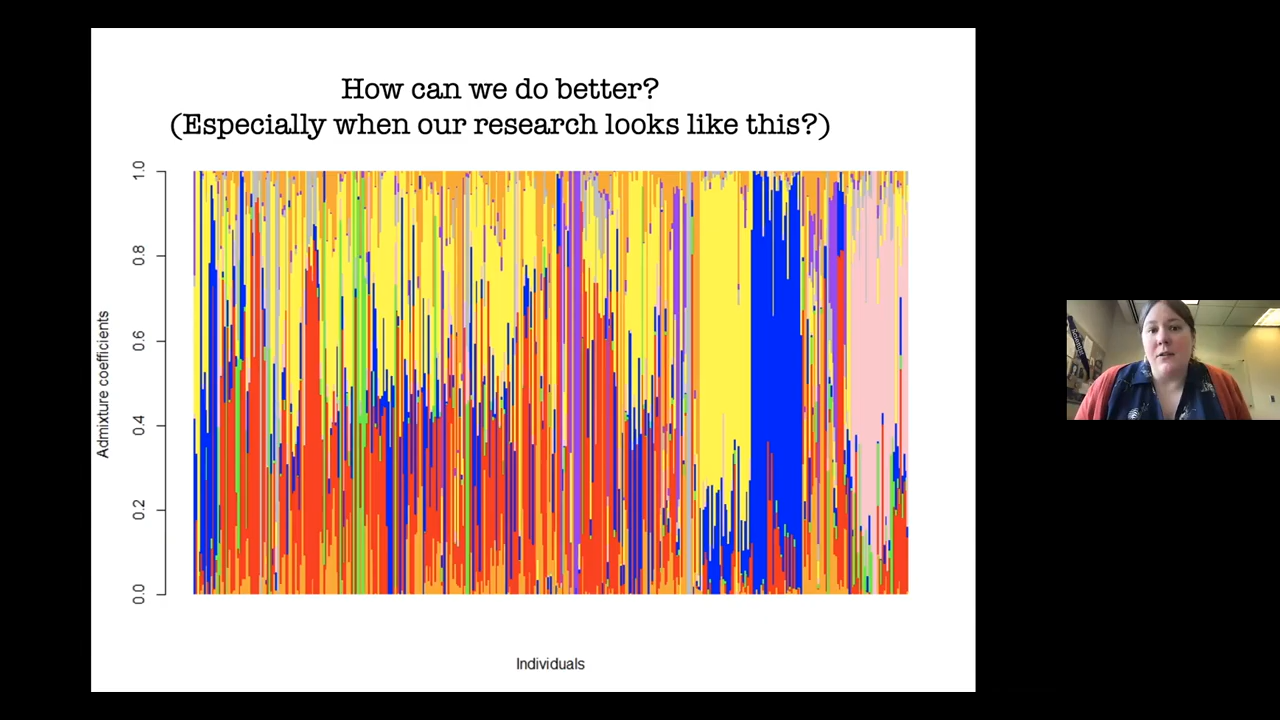 How can we do better?
(Especially when our research looks like this?)
1.0
0.8
0.6
0.4
0.2
0.0
Admixture coefficients
Individuals